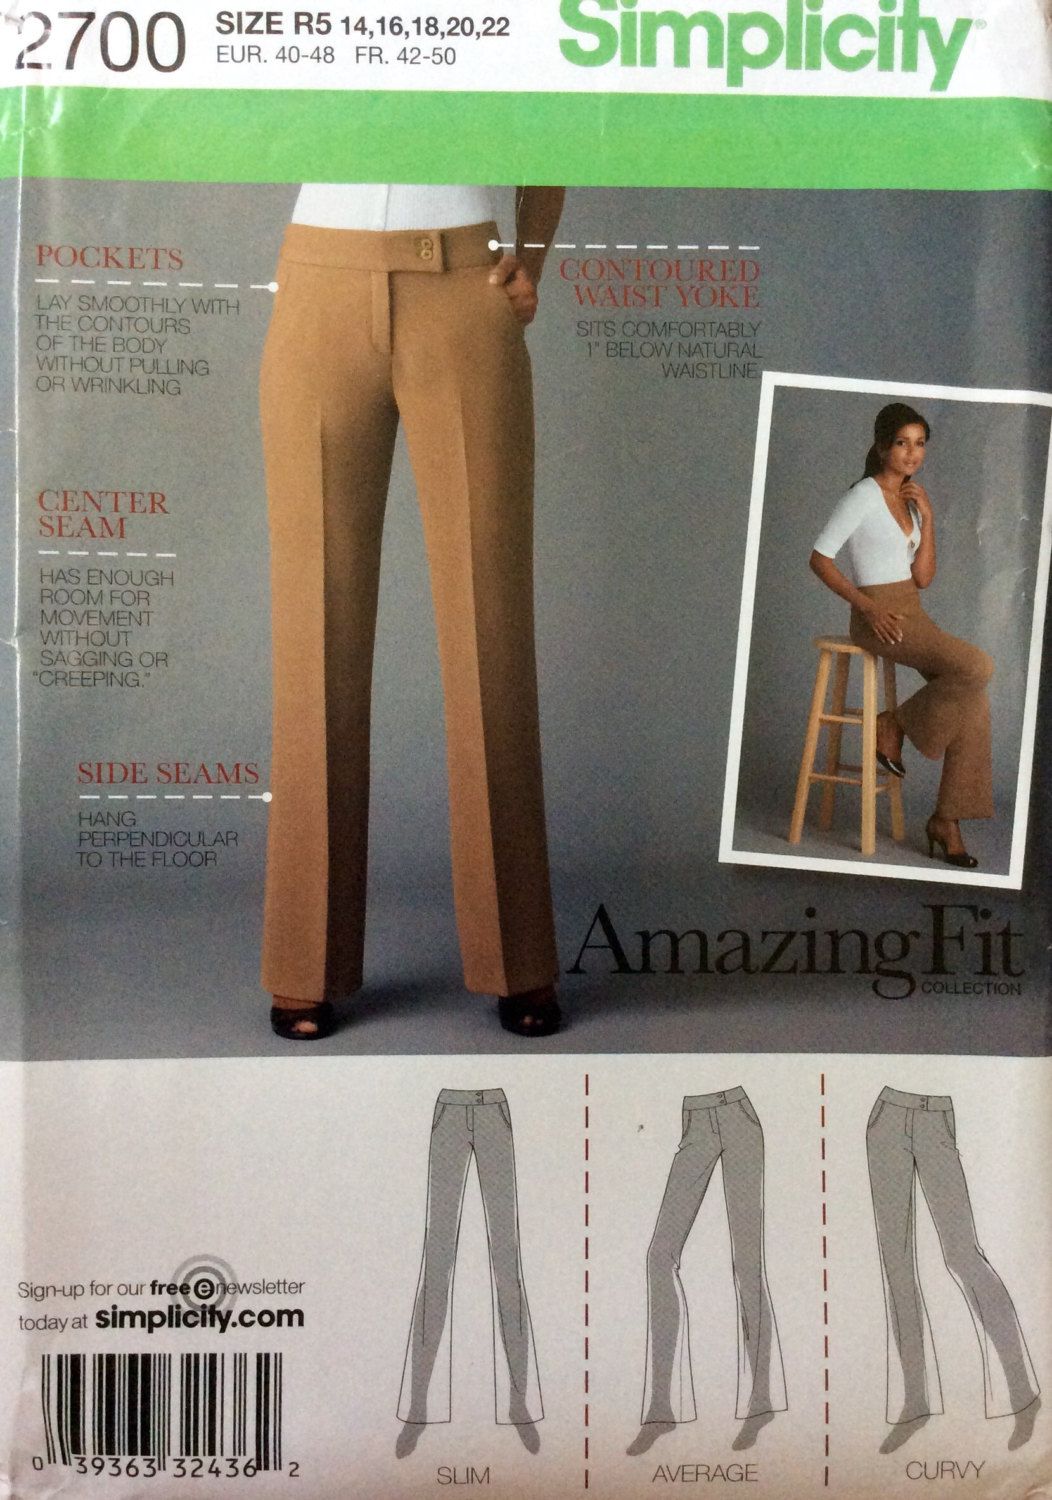 2700
SIZE R5 14,16,18,20,22
EUR. 40-48 FR. 42-50
Simplicity
POCKETS
LAY SMOOTHLY WITH
THE CONTOURS
OF THE BODY
WITHOUT PULLING
OR WRINKLING
CONTOURED
WAIST YOKE
SITS COMFORTABLY
1" BELOW NATURAL
WAISTLINE
CENTER
SEAM
HAS ENOUGH
ROOM FOR
MOVEMENT
WITHOUT
SAGGING OR
"CREEPING."
SIDE SEAMS
HANG
PERPENDICULAR
TO THE FLOOR
AmazingFit
COLLECTION
Sign-up for our free enewsletter
today at simplicity.com
0 39363 32436 2
SLIM
AVERAGE
CURVY